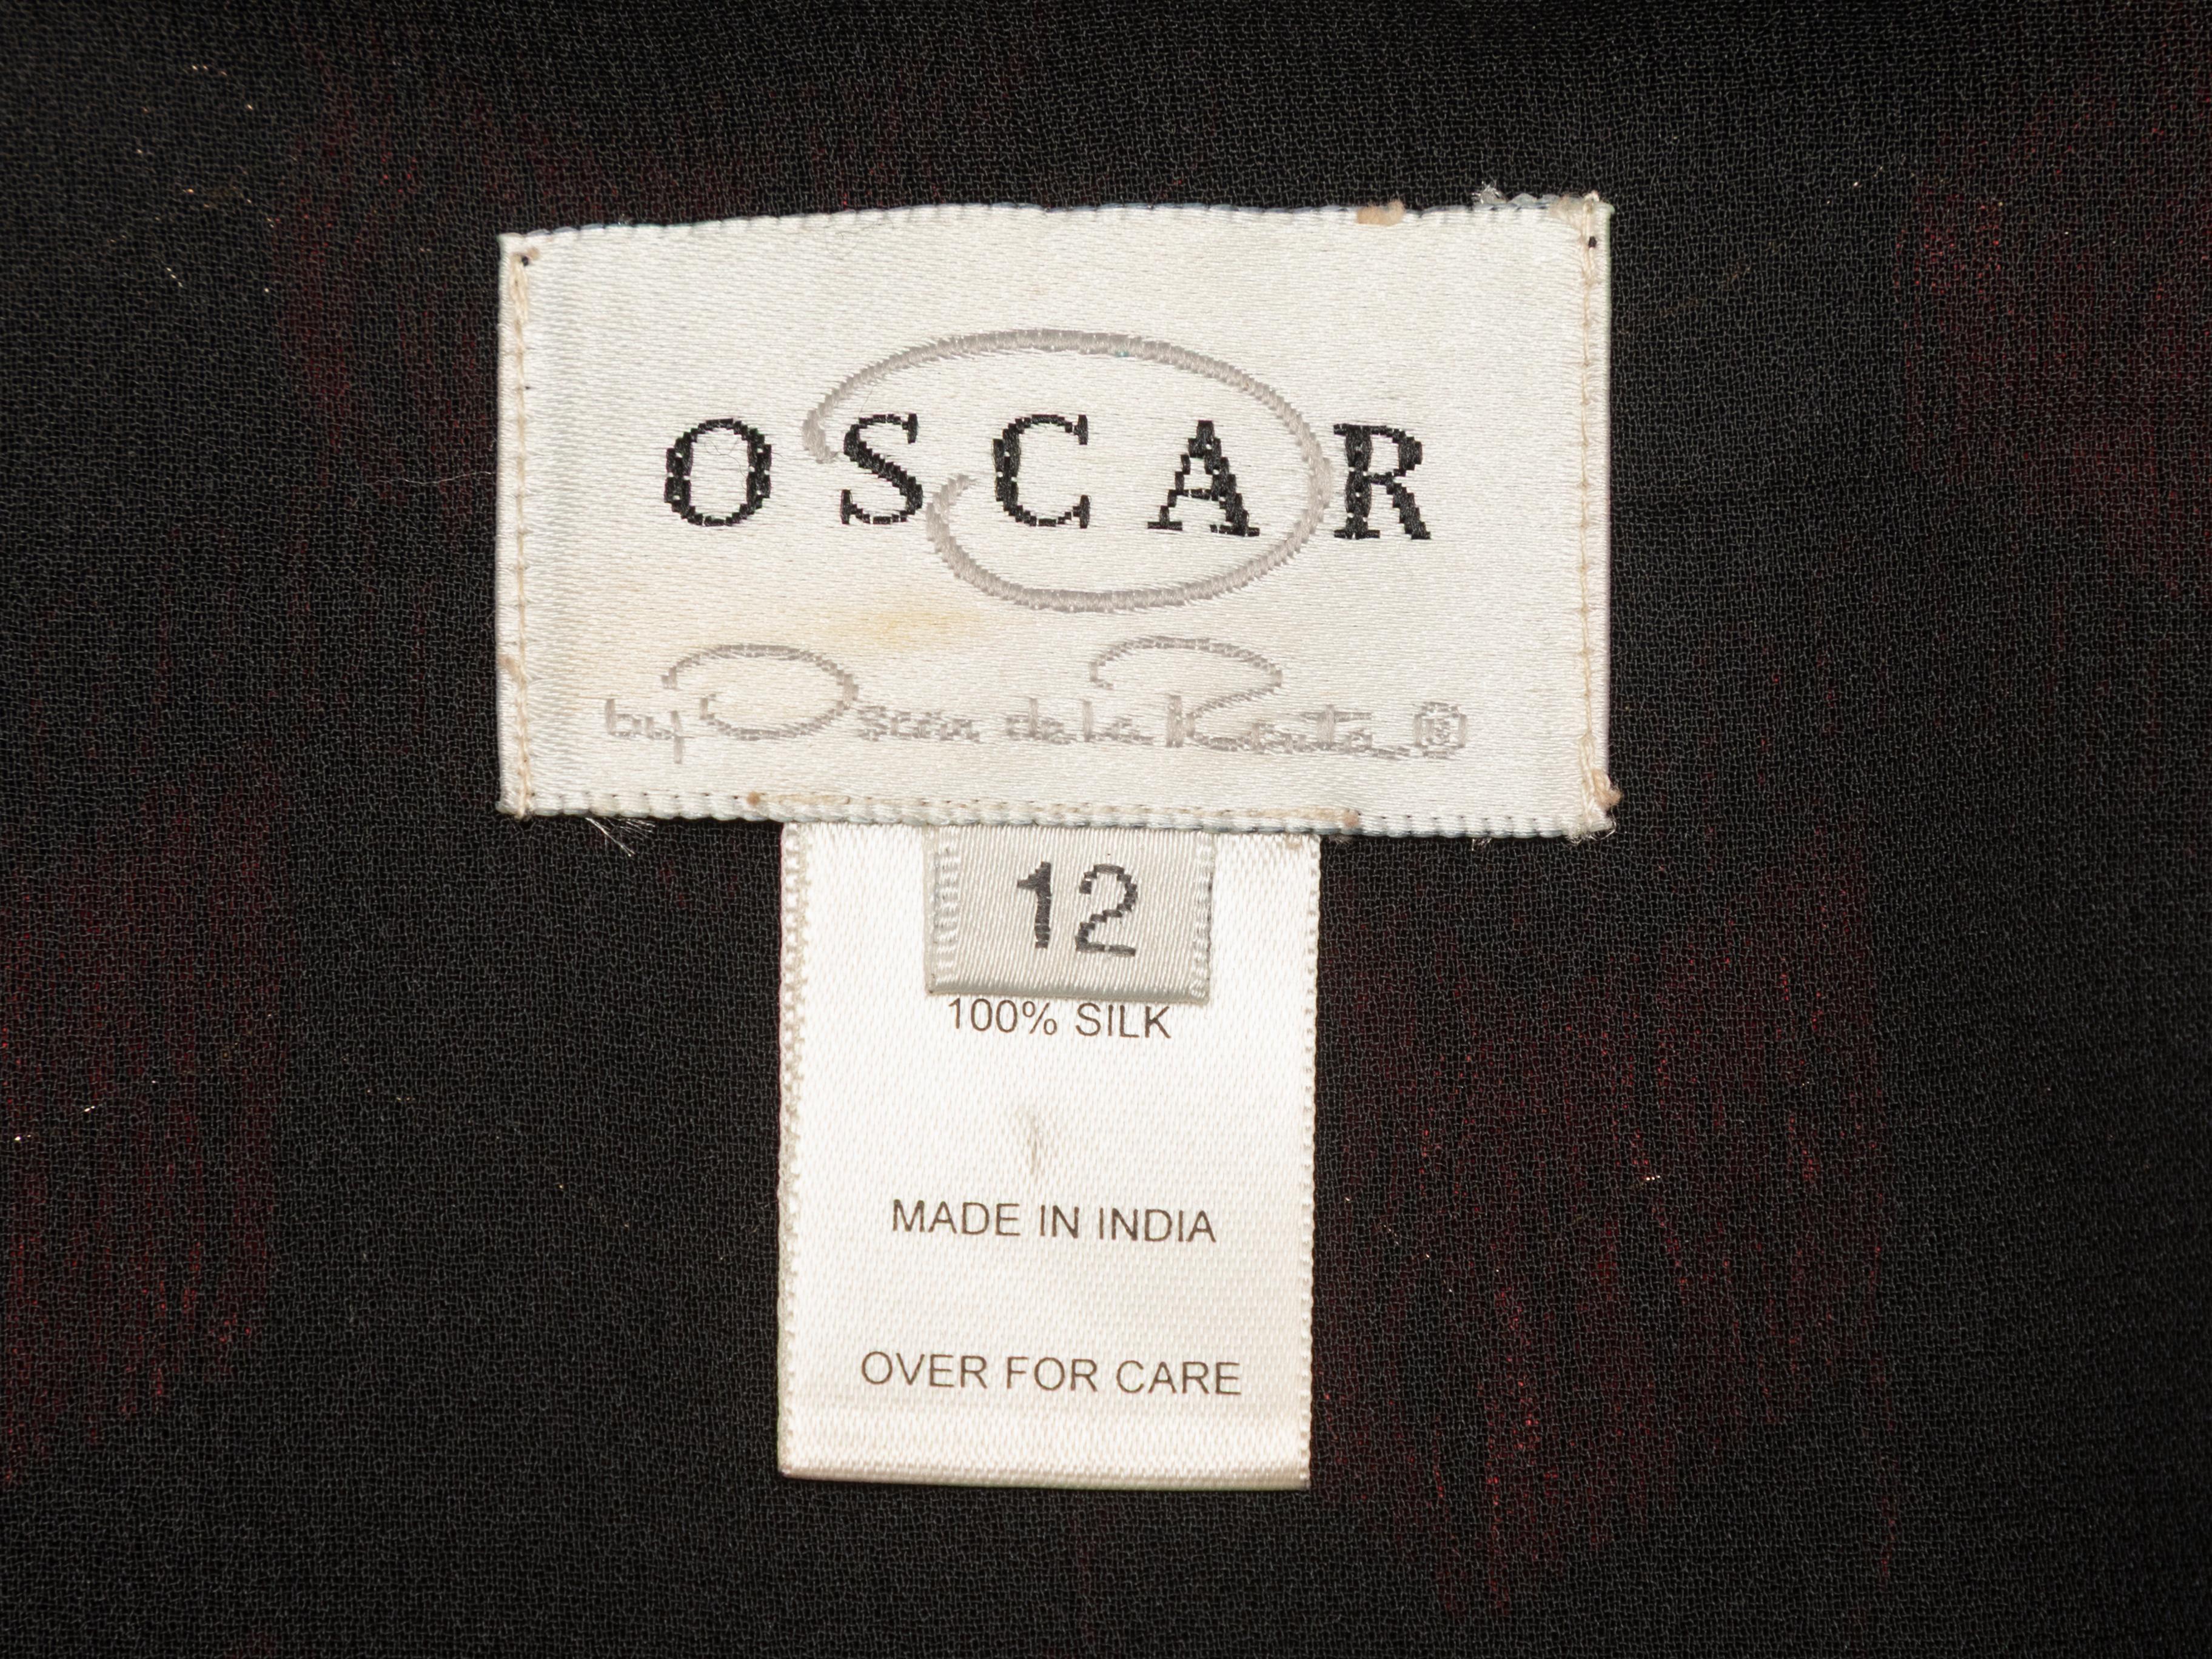 OSCAR
by Oscar de la Renta ®
12
100% SILK
MADE IN INDIA
OVER FOR CARE